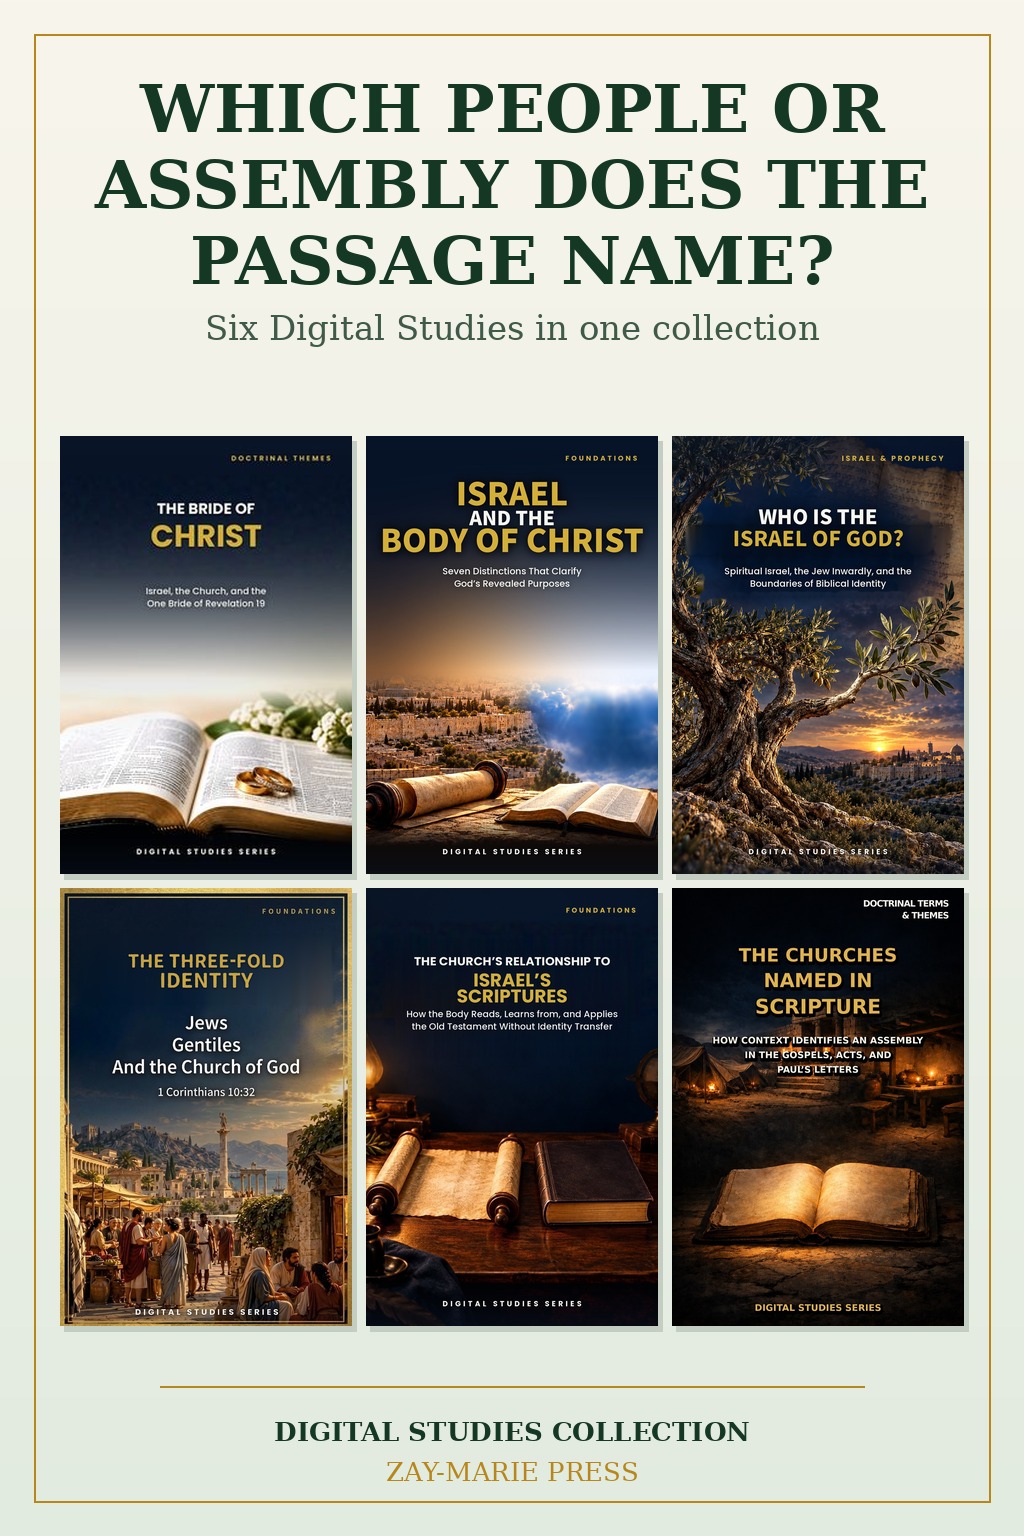 WHICH PEOPLE OR
ASSEMBLY DOES THE
PASSAGE NAME?
Six Digital Studies in one collection
DOCTRINAL THEMES
THE BRIDE OF
CHRIST
Israel, the Church, and the
One Bride of Revelation 19
DIGITAL STUDIES SERIES
FOUNDATIONS
ISRAEL
AND THE
BODY OF CHRIST
Seven Distinctions That Clarify
God's Revealed Purposes
DIGITAL STUDIES SERIES
ISRAEL & PROPHECY
WHO IS THE
ISRAEL OF GOD?
Spiritual Israel, the Jew Inwardly, and the
Boundaries of Biblical Identity
DIGITAL STUDIES SERIES
FOUNDATIONS
THE THREE-FOLD
IDENTITY
Jews
Gentiles
And the Church of God
1 Corinthians 10:32
DIGITAL STUDIES SERIES
FOUNDATIONS
THE CHURCH'S RELATIONSHIP TO
ISRAEL'S
SCRIPTURES
How the Body Reads, Learns from, and Applies
the Old Testament Without Identity Transfer
DIGITAL STUDIES SERIES
DOCTRINAL TERMS
& THEMES
THE CHURCHES
NAMED IN
SCRIPTURE
HOW CONTEXT IDENTIFIES AN ASSEMBLY
IN THE GOSPELS, ACTS, AND
PAUL'S LETTERS
DIGITAL STUDIES SERIES
DIGITAL STUDIES COLLECTION
ZAY-MARIE PRESS